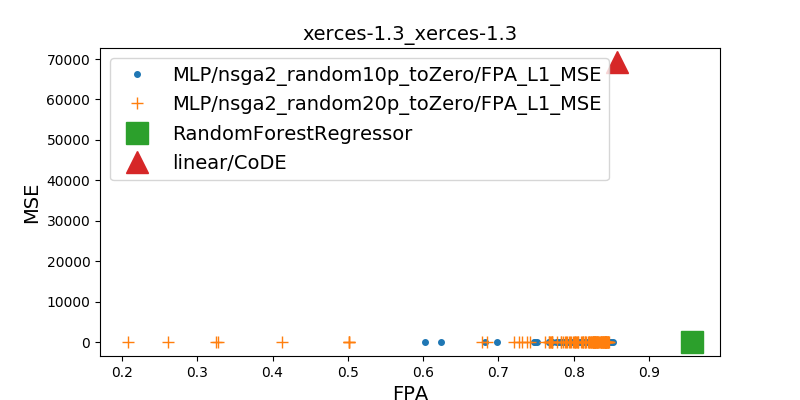 xerces-1.3_xerces-1.3
MLP/nsga2_random10p_toZero/FPA_L1_MSE
MLP/nsga2_random20p_toZero/FPA_L1_MSE
RandomForestRegressor
linear/CoDE
MSE
70000
60000
50000
40000
30000
20000
10000
0
0.2 0.3 0.4 0.5 0.6 0.7 0.8 0.9
FPA